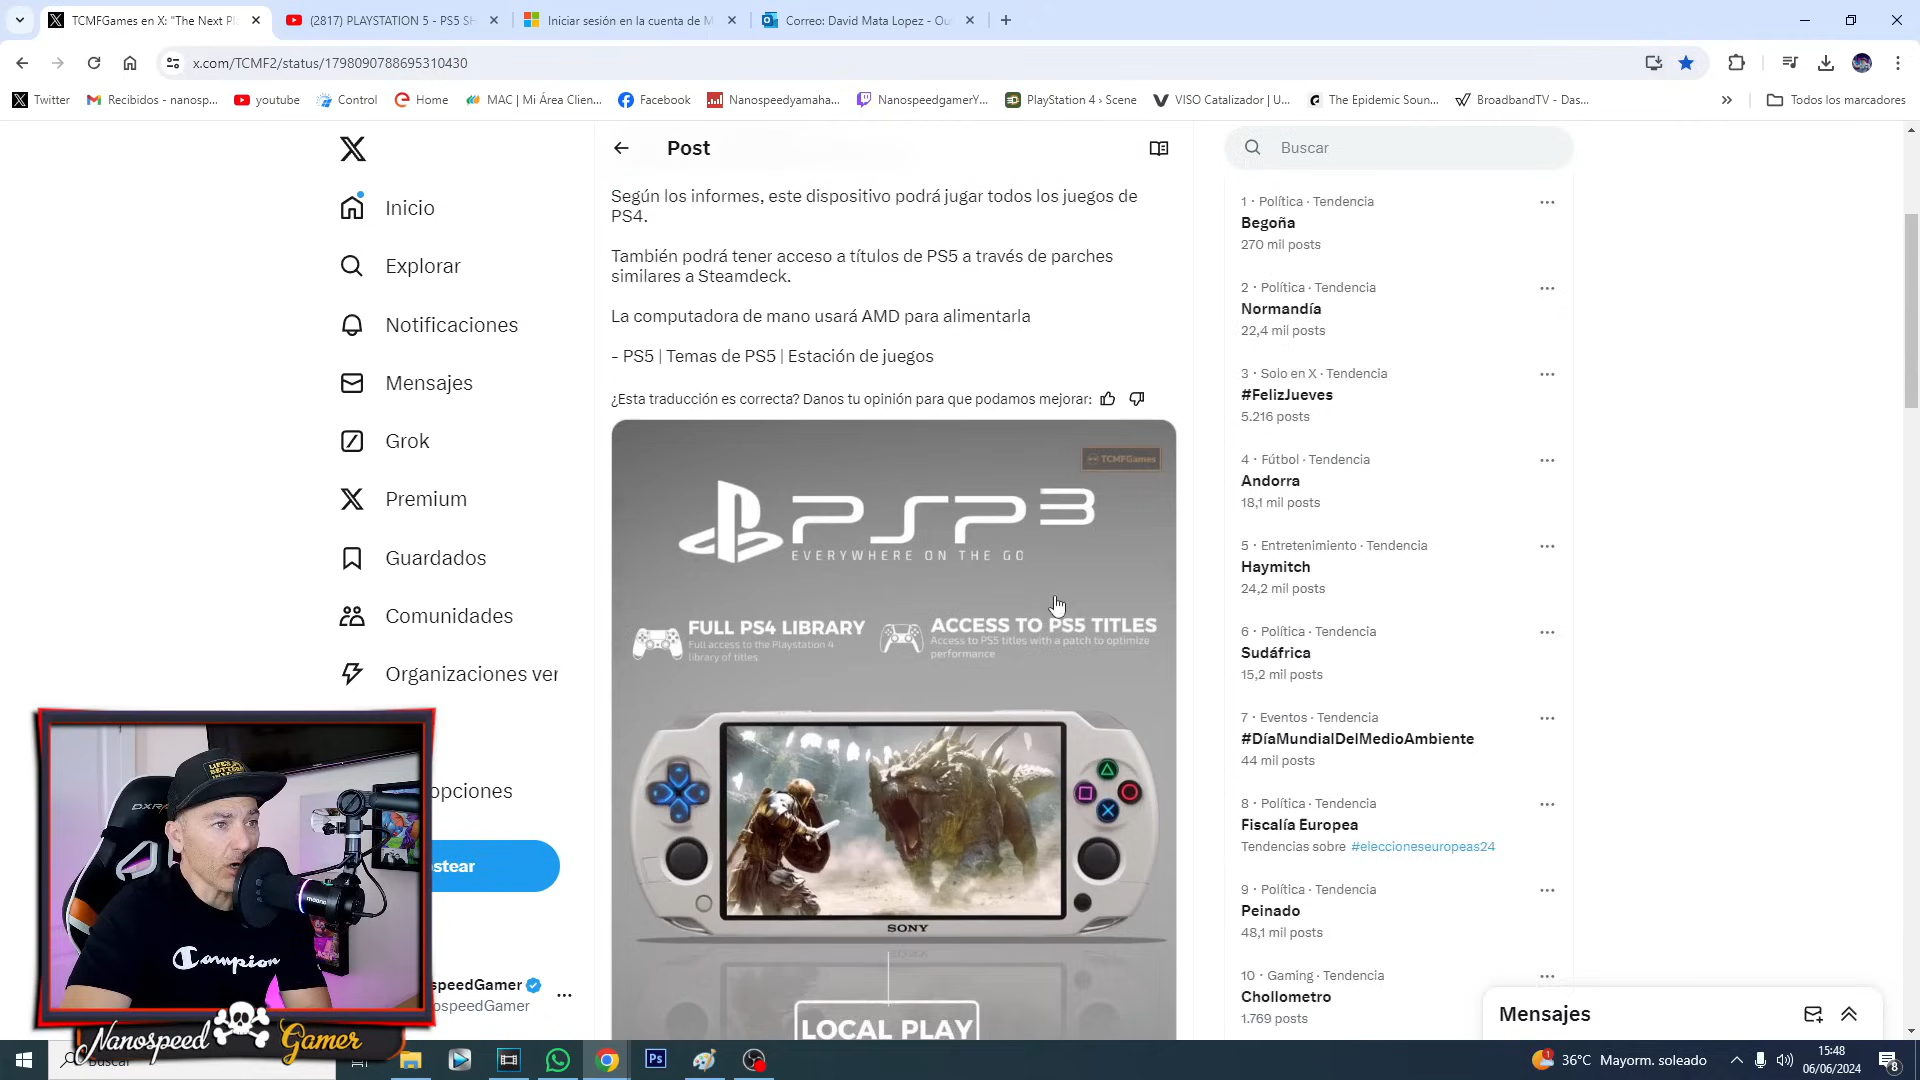 TCMFGames en X: "The Next Pl
(2817) PLAYSTATION 5 - PS5 SH
Iniciar sesión en la cuenta de M
Correo: David Mata Lopez - Ou
x.com/TCMF2/status/1798090788695310430
Twitter
Recibidos - nanosp...
youtube
Control
Home
MAC | Mi Área Clien...
Facebook
Nanospeedyamaha...
NanospeedgamerY...
PlayStation 4 › Scene
VISO Catalizador | U...
The Epidemic Soun...
BroadbandTV - Das...
Todos los marcadores
Inicio
Explorar
Notificaciones
Mensajes
Grok
Premium
Guardados
Comunidades
Organizaciones ver
opciones
stear
speedGamer
ospeedGamer
Post
Según los informes, este dispositivo podrá jugar todos los juegos de
PS4.
También podrá tener acceso a títulos de PS5 a través de parches
similares a Steamdeck.
La computadora de mano usará AMD para alimentarla
- PS5 | Temas de PS5 | Estación de juegos
¿Esta traducción es correcta? Danos tu opinión para que podamos mejorar:
TCMFGames
PSP3
EVERYWHERE ON THE GO
FULL PS4 LIBRARY
Full access to the Playstation 4
library of titles
ACCESS TO PS5 TITLES
Access to PS5 titles with a patch to optimize
performance
SONY
LOCAL PLAY
Buscar
1 · Política · Tendencia
Begoña
270 mil posts
2 · Política · Tendencia
Normandía
22,4 mil posts
3 · Solo en X · Tendencia
#FelizJueves
5.216 posts
4 · Fútbol · Tendencia
Andorra
18,1 mil posts
5 · Entretenimiento · Tendencia
Haymitch
24,2 mil posts
6 · Política · Tendencia
Sudáfrica
15,2 mil posts
7 · Eventos · Tendencia
#DíaMundialDelMedioAmbiente
44 mil posts
8 · Política · Tendencia
Fiscalía Europea
Tendencias sobre #eleccioneseuropeas24
9 · Política · Tendencia
Peinado
48,1 mil posts
10 · Gaming · Tendencia
Chollometro
1.769 posts
Mensajes
LIFE'S
BETTER
DXRA
Champion
Nanospeed Gamer
Buscar
Ps
1
36°C Mayorm. soleado
15:48
06/06/2024
8